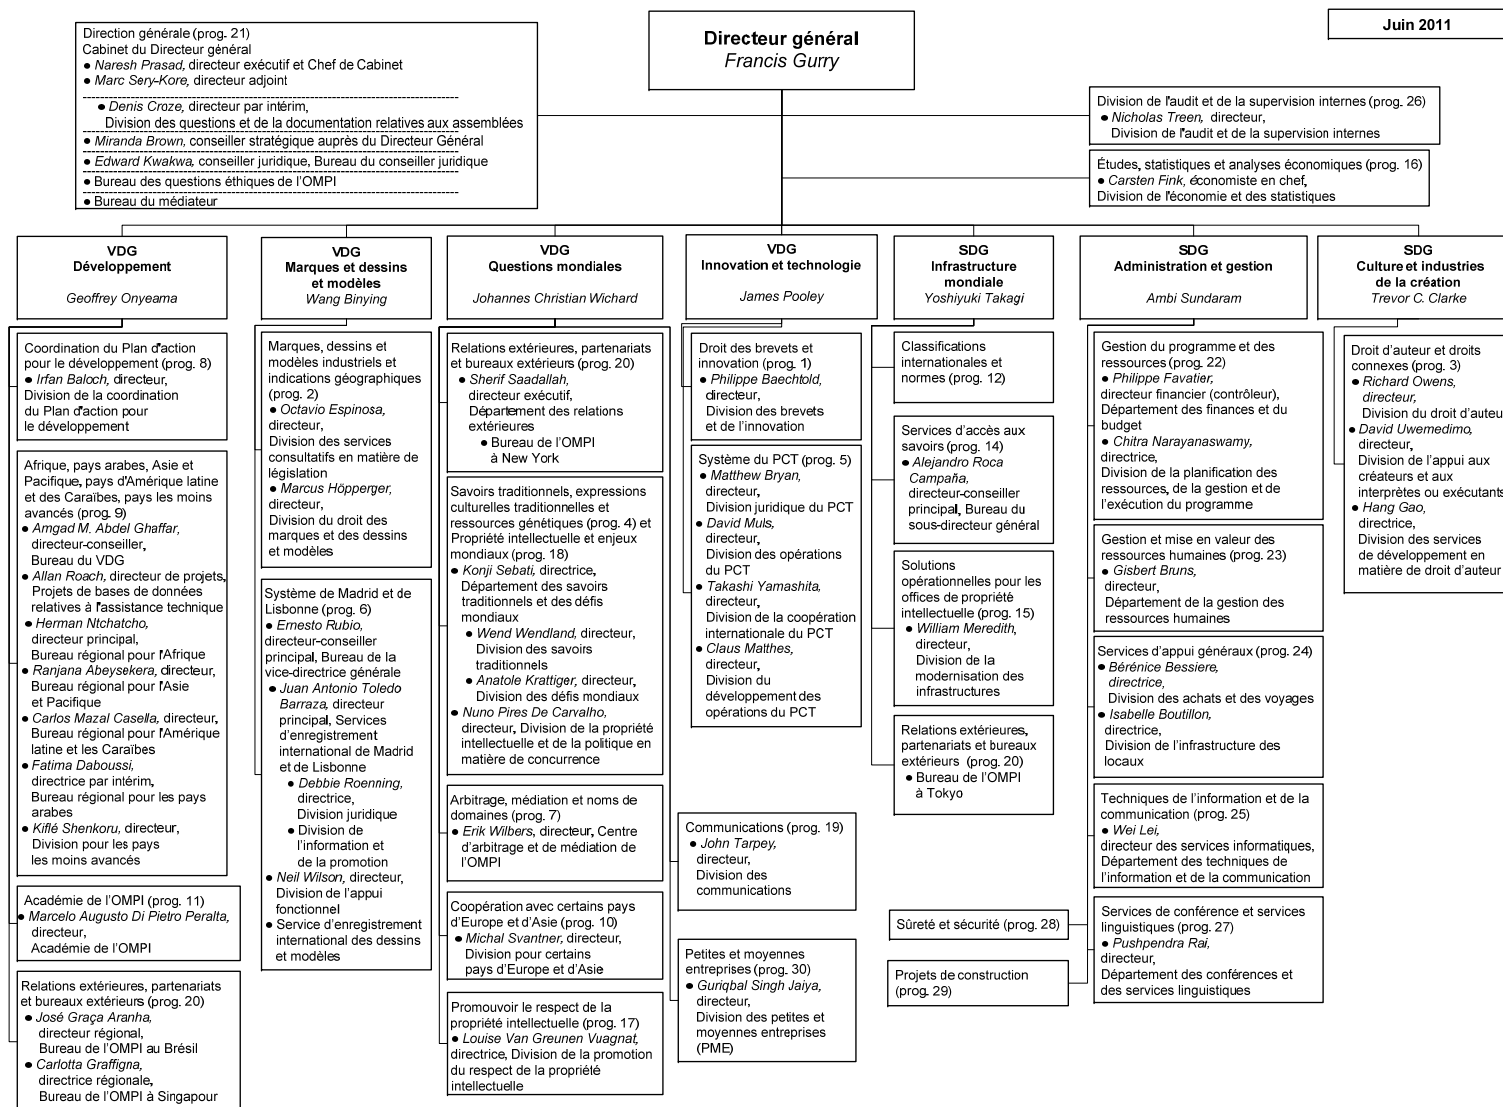 Juin 2011
Directeur général
Francis Gurry
Direction générale (prog. 21)
Cabinet du Directeur général
● Naresh Prasad, directeur exécutif et Chef de Cabinet
● Marc Sery-Kore, directeur adjoint
● Denis Croze, directeur par intérim,
Division des questions et de la documentation relatives aux assemblées
● Miranda Brown, conseiller stratégique auprès du Directeur Général
● Edward Kwakwa, conseiller juridique, Bureau du conseiller juridique
● Bureau des questions éthiques de l'OMPI
● Bureau du médiateur
Division de l'audit et de la supervision internes (prog. 26)
● Nicholas Treen, directeur,
Division de l'audit et de la supervision internes
Études, statistiques et analyses économiques (prog. 16)
● Carsten Fink, économiste en chef,
Division de l'économie et des statistiques
VDG
Développement
Geoffrey Onyeama
Coordination du Plan d'action
pour le développement (prog. 8)
● Irfan Baloch, directeur,
Division de la coordination
du Plan d'action pour
le développement
Afrique, pays arabes, Asie et
Pacifique, pays d'Amérique latine
et des Caraïbes, pays les moins
avancés (prog. 9)
● Amgad M. Abdel Ghaffar,
directeur-conseiller,
Bureau du VDG
● Allan Roach, directeur de projets,
Projets de bases de données
relatives à l'assistance technique
● Herman Ntchatcho,
directeur principal,
Bureau régional pour l'Afrique
● Ranjana Abeysekera, directeur,
Bureau régional pour l'Asie
et Pacifique
● Carlos Mazal Casella, directeur,
Bureau régional pour l'Amérique
latine et les Caraïbes
● Fatima Daboussi,
directrice par intérim,
Bureau régional pour les pays
arabes
● Kiflé Shenkoru, directeur,
Division pour les pays
les moins avancés
Académie de l'OMPI (prog. 11)
● Marcelo Augusto Di Pietro Peralta,
directeur,
Académie de l'OMPI
Relations extérieures, partenariats
et bureaux extérieurs (prog. 20)
● José Graça Aranha,
directeur régional,
Bureau de l'OMPI au Brésil
● Carlotta Graffigna,
directrice régionale,
Bureau de l'OMPI à Singapour
VDG
Marques et dessins
et modèles
Wang Binying
Marques, dessins et
modèles industriels et
indications géographiques
(prog. 2)
● Octavio Espinosa,
directeur,
Division des services
consultatifs en matière de
législation
● Marcus Höpperger,
directeur,
Division du droit des
marques et des dessins
et modèles
Système de Madrid et de
Lisbonne (prog. 6)
● Ernesto Rubio,
directeur-conseiller
principal, Bureau de la
vice-directrice générale
● Juan Antonio Toledo
Barraza, directeur
principal, Services
d'enregistrement
international de Madrid
et de Lisbonne
● Debbie Roenning,
directrice,
Division juridique
● Division de
l'information et
de la promotion
● Neil Wilson, directeur,
Division de l'appui
fonctionnel
● Service d'enregistrement
international des dessins
et modèles
VDG
Questions mondiales
Johannes Christian Wichard
Relations extérieures, partenariats
et bureaux extérieurs (prog. 20)
● Sherif Saadallah,
directeur exécutif,
Département des relations
extérieures
● Bureau de l'OMPI
à New York
Savoirs traditionnels, expressions
culturelles traditionnelles et
ressources génétiques (prog. 4) et
Propriété intellectuelle et enjeux
mondiaux (prog. 18)
● Konji Sebati, directrice,
Département des savoirs
traditionnels et des défis
mondiaux
● Wend Wendland, directeur,
Division des savoirs
traditionnels
● Anatole Krattiger, directeur,
Division des défis mondiaux
● Nuno Pires De Carvalho,
directeur, Division de la propriété
intellectuelle et de la politique en
matière de concurrence
Arbitrage, médiation et noms de
domaines (prog. 7)
● Erik Wilbers, directeur, Centre
d'arbitrage et de médiation de
l'OMPI
Coopération avec certains pays
d'Europe et d'Asie (prog. 10)
● Michal Svantner, directeur,
Division pour certains
pays d'Europe et d'Asie
Promouvoir le respect de la
propriété intellectuelle (prog. 17)
● Louise Van Greunen Vuagnat,
directrice, Division de la promotion
du respect de la propriété
intellectuelle
VDG
Innovation et technologie
James Pooley
Droit des brevets et
innovation (prog. 1)
● Philippe Baechtold,
directeur,
Division des brevets
et de l'innovation
Système du PCT (prog. 5)
● Matthew Bryan,
directeur,
Division juridique du PCT
● David Muls,
directeur,
Division des opérations
du PCT
● Takashi Yamashita,
directeur,
Division de la coopération
internationale du PCT
● Claus Matthes,
directeur,
Division du
développement des
opérations du PCT
Communications (prog. 19)
● John Tarpey,
directeur,
Division des
communications
Petites et moyennes
entreprises (prog. 30)
● Guriqbal Singh Jaiya,
directeur,
Division des petites et
moyennes entreprises
(PME)
SDG
Infrastructure
mondiale
Yoshiyuki Takagi
Classifications
internationales et
normes (prog. 12)
Services d'accès aux
savoirs (prog. 14)
● Alejandro Roca
Campaña,
directeur-conseiller
principal, Bureau du
sous-directeur général
Solutions
opérationnelles pour les
offices de propriété
intellectuelle (prog. 15)
● William Meredith,
directeur,
Division de la
modernisation des
infrastructures
Relations extérieures,
partenariats et bureaux
extérieurs (prog. 20)
● Bureau de l'OMPI
à Tokyo
SDG
Administration et gestion
Ambi Sundaram
Gestion du programme et des
ressources (prog. 22)
● Philippe Favatier,
directeur financier (contrôleur),
Département des finances et du
budget
● Chitra Narayanaswamy,
directrice,
Division de la planification des
ressources, de la gestion et de
l'exécution du programme
Gestion et mise en valeur des
ressources humaines (prog. 23)
● Gisbert Bruns,
directeur,
Département de la gestion des
ressources humaines
Services d'appui généraux (prog. 24)
● Bérénice Bessiere,
directrice,
Division des achats et des voyages
● Isabelle Boutillon,
directrice,
Division de l'infrastructure des
locaux
Techniques de l'information et de la
communication (prog. 25)
● Wei Lei,
directeur des services informatiques,
Département des techniques de
l'information et de la communication
Services de conférence et services
linguistiques (prog. 27)
● Pushpendra Rai,
directeur,
Département des conférences et
des services linguistiques
Sûreté et sécurité (prog. 28)
Projets de construction
(prog. 29)
SDG
Culture et industries
de la création
Trevor C. Clarke
Droit d'auteur et droits
connexes (prog. 3)
● Richard Owens,
directeur,
Division du droit d'auteur
● David Uwemedimo,
directeur,
Division de l'appui aux
créateurs et aux
interprètes ou exécutants
● Hang Gao,
directrice,
Division des services
de développement en
matière de droit d'auteur